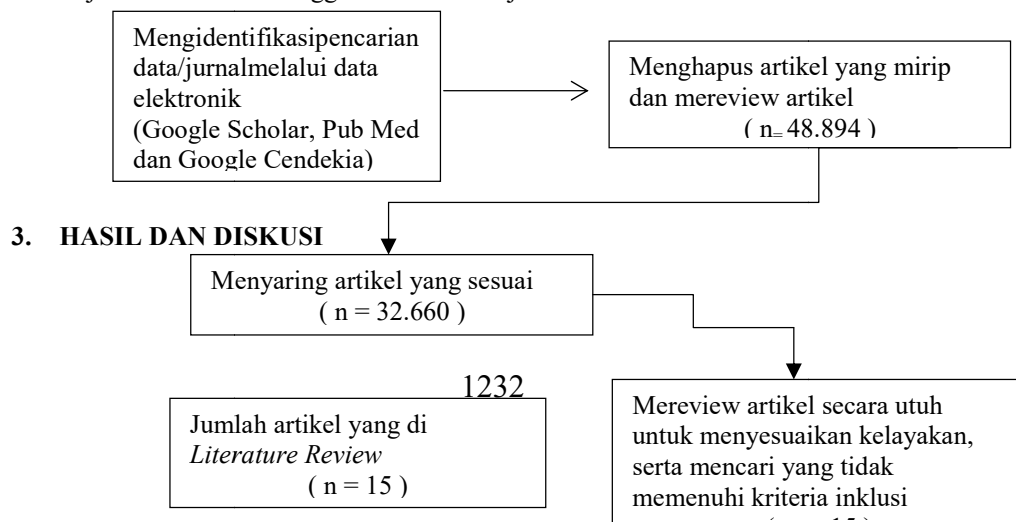 Mengidentifikasipencarian
data/jurnalmelalui data
elektronik
(Google Scholar, Pub Med
dan Google Cendekia)
Menghapus artikel yang mirip
dan mereview artikel
( n= 48.894 )
3. HASIL DAN DISKUSI
Menyaring artikel yang sesuai
( n = 32.660 )
1232
Jumlah artikel yang di
Literature Review
( n = 15 )
Mereview artikel secara utuh
untuk menyesuaikan kelayakan,
serta mencari yang tidak
memenuhi kriteria inklusi